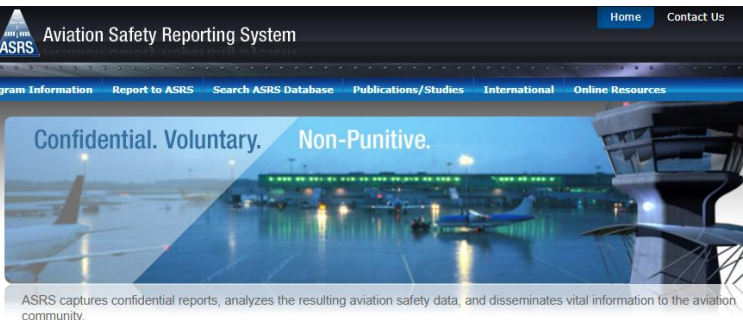 Home Contact Us
ASRS
Aviation Safety Reporting System
gram Information Report to ASRS Search ASRS Database Publications/Studies International Online Resources
Confidential. Voluntary. Non-Punitive.
ASRS captures confidential reports, analyzes the resulting aviation safety data, and disseminates vital information to the aviation
community.